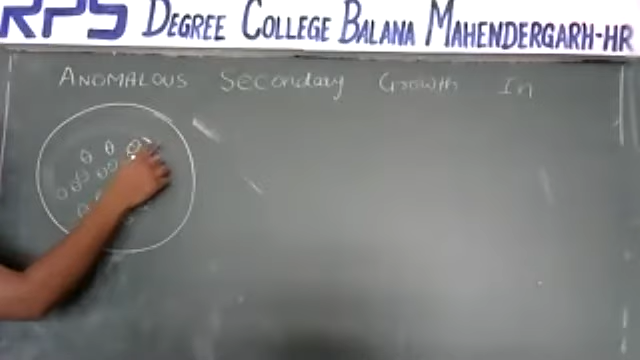 RPS DEGREE COLLEGE BALANA MAHENDERGARH-HR
ANOMALOUS Secondary Growth In